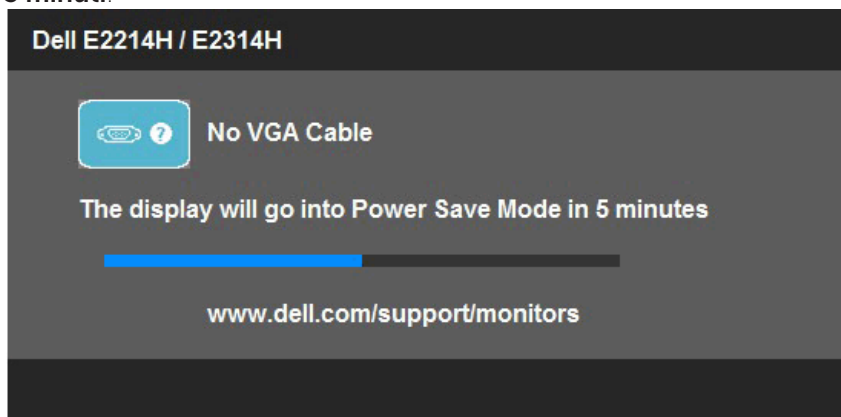 Dell E2214H / E2314H
No VGA Cable
The display will go into Power Save Mode in 5 minutes
www.dell.com/support/monitors